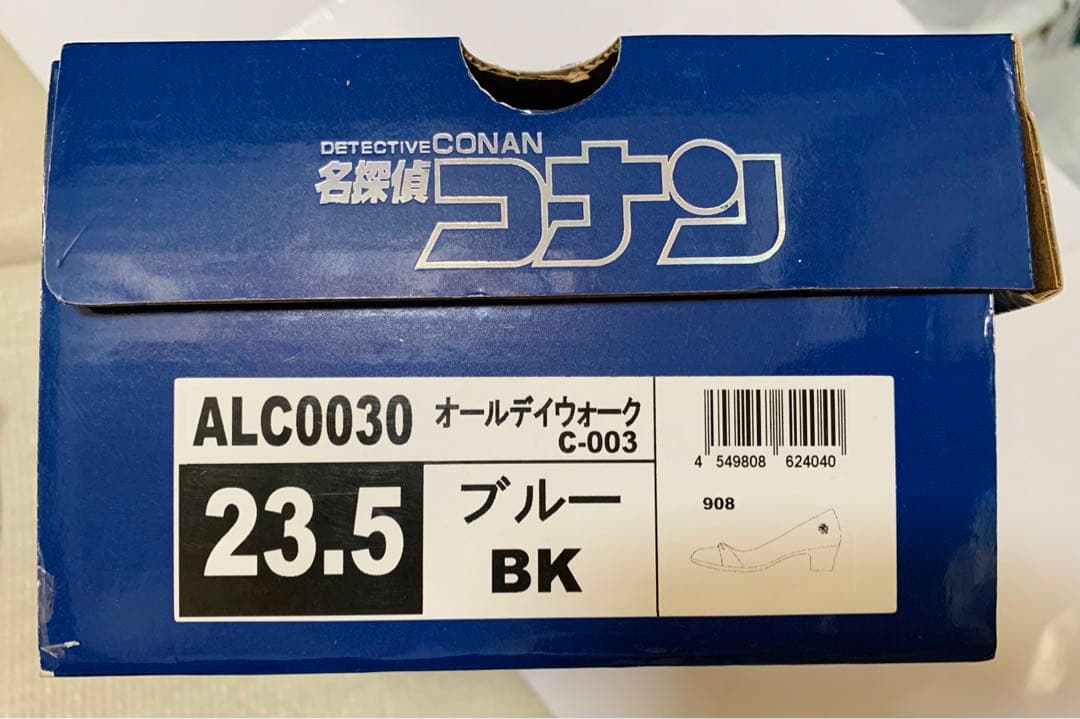 DETECTIVE CONAN
名探偵コナン
ALC0030
オールデイウォーク
C-003
23.5
ブルー
BK
4 549808 624040
908